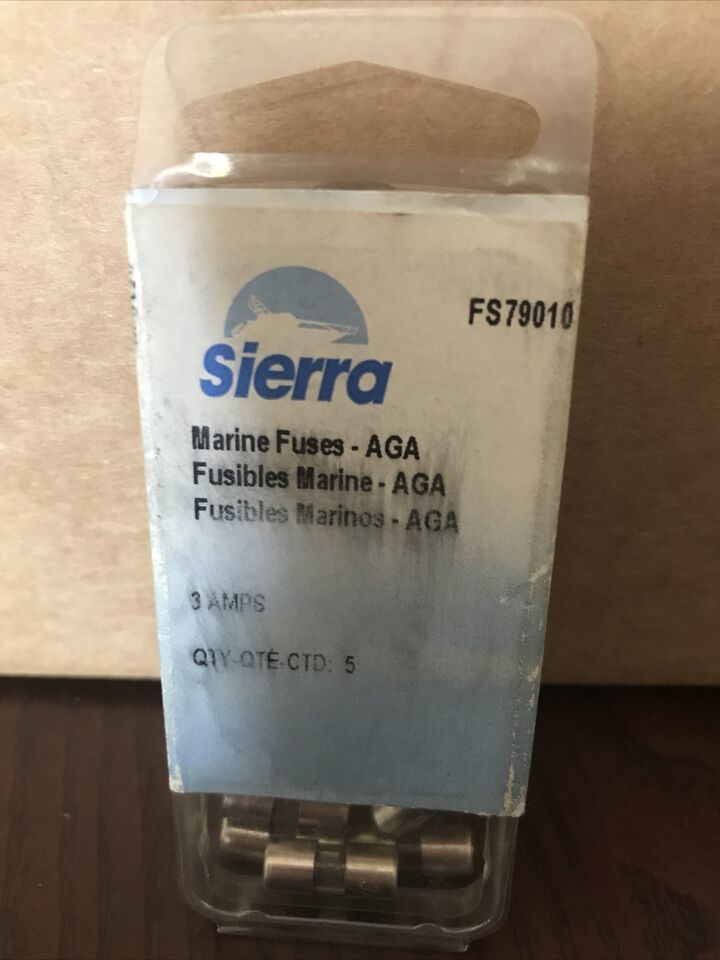 FS79010
Sierra
Marine Fuses - AGA
Fusibles Marine - AGA
Fusibles Marinos - AGA
3 AMPS
QTY-QTÉ-CTD: 5